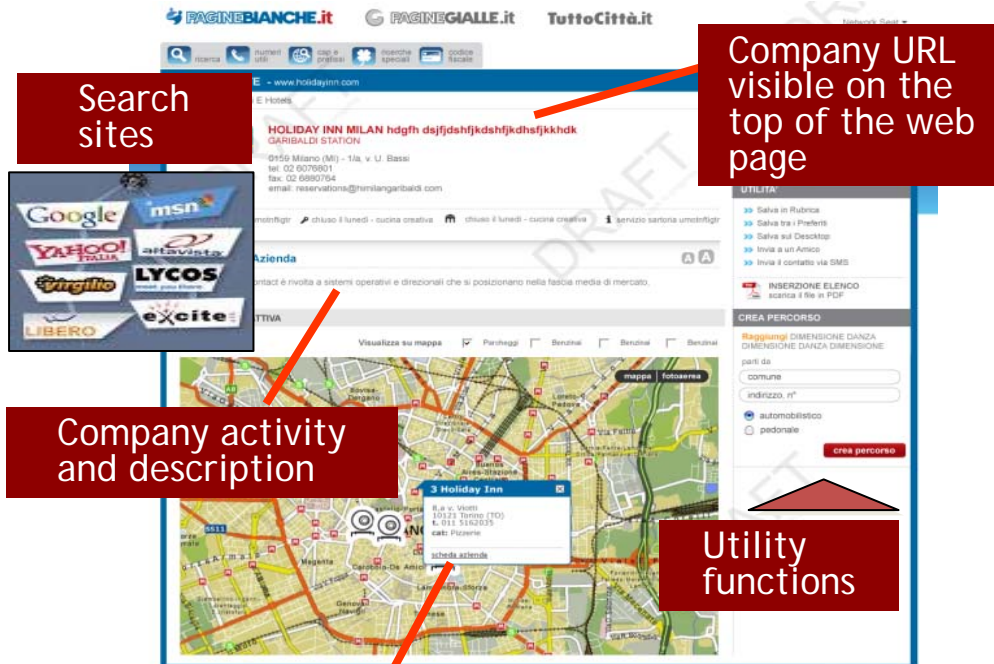 PAGINEBIANCHE.it PAGINEGIALLE.it TuttoCittà.it
Network Seat
ricerca numeri utili cap e prefissi ricerche speciali codice fiscale
Company URL
visible on the
top of the web
page
Search
sites
E - www.holidayinn.com
E Hotels
HOLIDAY INN MILAN hdgfh dsjfjdshfjkdshfjkdhsfjkkhdk
GARIBALDI STATION
0159 Milano (MI) - 1/a, v. U. Bassi
tel. 02 6076801
fax: 02 6880764
email: reservations@himilangaribaldi.com
chiuso il lunedì - cucina creativa chiuso il lunedì - cucina creativa servizio sartoria
Google
msn
YAHOO!
ITALIA
altavista
Virgilio
LYCOS
LIBERO
excite
UTILITA'
Salva in Rubrica
Salva tra i Preferiti
Salva sul Descktop
Invia a un Amico
Invia il contatto via SMS
INSERZIONE ELENCO
scarica il file in PDF
Azienda A A
ontact è rivolta a sistemi operativi e direzionali che si posizionano nella fascia media di mercato.
ATTIVA
Visualizza su mappa Parcheggi Benzinai Benzinai Benzinai
mappa fotoaerea
CREA PERCORSO
Raggiungi DIMENSIONE DANZA
DIMENSIONE DANZA DIMENSIONE
parti da
comune
indirizzo, n°
automobilistico
pedonale
crea percorso
Company activity
and description
3 Holiday Inn
8,a v. Viotti
10121 Torino (TO)
t. 011 5162035
cat: Pizzerie
scheda azienda
Utility
functions
DRAFT
DRAFT